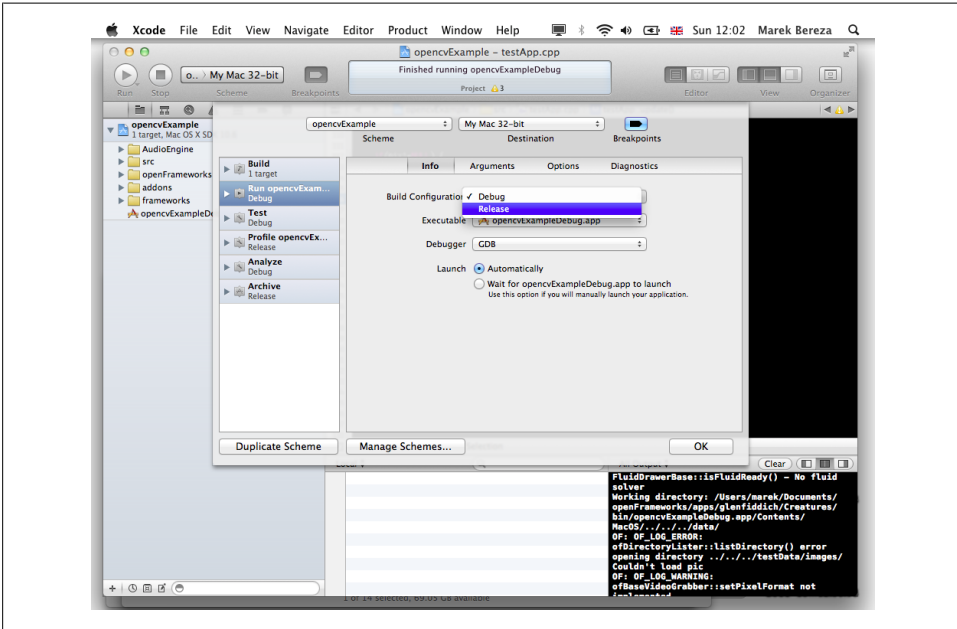 Xcode File Edit View Navigate Editor Product Window Help Sun 12:02 Marek Bereza
opencvExample – testApp.cpp
o.. My Mac 32-bit
Finished running opencvExampleDebug
Project 3
Run Stop Scheme Breakpoints Editor View Organizer
opencvExample
1 target, Mac OS X SD
AudioEngine
src
openFrameworks
addons
frameworks
opencvExampleDe
opencvExample My Mac 32-bit
Scheme Destination Breakpoints
Build
1 target
Run opencvExam...
Debug
Test
Debug
Profile opencvEx...
Release
Analyze
Debug
Archive
Release
Info Arguments Options Diagnostics
Build Configuration ✓ Debug
Release
Executable opencvExampleDebug.app
Debugger GDB
Launch Automatically
Wait for opencvExampleDebug.app to launch
Use this option if you will manually launch your application.
Duplicate Scheme Manage Schemes... OK
Clear
FluidDrawerBase::isFluidReady() – No fluid
solver
Working directory: /Users/marek/Documents/
openFrameworks/apps/glenfiddich/Creatures/
bin/opencvExampleDebug.app/Contents/
MacOS/../../../data/
OF: OF_LOG_ERROR:
ofDirectoryLister::listDirectory() error
opening directory ../../../testData/images/
Couldn't load pic
OF: OF_LOG_WARNING:
ofBaseVideoGrabber::setPixelFormat not
implemented
1 of 14 selected, 69.05 GB available